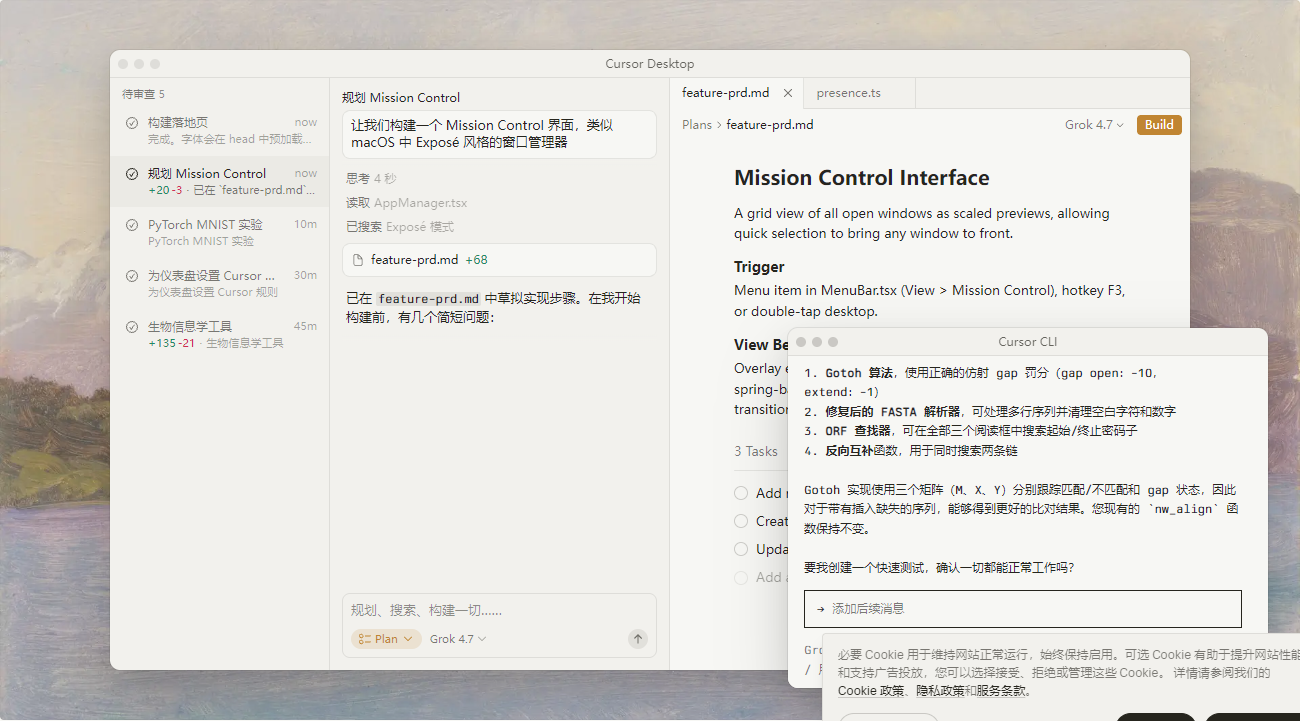 Cursor Desktop
待审查 5
构建落地页 now
完成。字体会在 head 中预加载...
规划 Mission Control now
+20 -3 · 已在 `feature-prd.md`...
PyTorch MNIST 实验 10m
PyTorch MNIST 实验
为仪表盘设置 Cursor ... 30m
为仪表盘设置 Cursor 规则
生物信息学工具 45m
+135 -21 · 生物信息学工具
规划 Mission Control
让我们构建一个 Mission Control 界面，类似
macOS 中 Exposé 风格的窗口管理器
思考 4 秒
读取 AppManager.tsx
已搜索 Exposé 模式
feature-prd.md +68
已在 feature-prd.md 中草拟实现步骤。在我开始
构建前，有几个简短问题：
规划、搜索、构建一切……
Plan Grok 4.7
feature-prd.md presence.ts
Plans > feature-prd.md Grok 4.7 Build
Mission Control Interface
A grid view of all open windows as scaled previews, allowing
quick selection to bring any window to front.
Trigger
Menu item in MenuBar.tsx (View > Mission Control), hotkey F3,
or double-tap desktop.
View Be
Overlay
spring-ba
transition
3 Tasks
Add
Creat
Upda
Add
Cursor CLI
1. Gotoh 算法，使用正确的仿射 gap 罚分（gap open: -10,
extend: -1）
2. 修复后的 FASTA 解析器，可处理多行序列并清理空白字符和数字
3. ORF 查找器，可在全部三个阅读框中搜索起始/终止密码子
4. 反向互补函数，用于同时搜索两条链
Gotoh 实现使用三个矩阵（M、X、Y）分别跟踪匹配/不匹配和 gap 状态，因此
对于带有插入缺失的序列，能够得到更好的比对结果。您现有的 `nw_align` 函
数保持不变。
要我创建一个快速测试，确认一切都能正常工作吗？
→ 添加后续消息
Gro
/
必要 Cookie 用于维持网站正常运行，始终保持启用。可选 Cookie 有助于提升网站性能
和支持广告投放，您可以选择接受、拒绝或管理这些 Cookie。 详情请参阅我们的
Cookie 政策、隐私政策和服务条款。